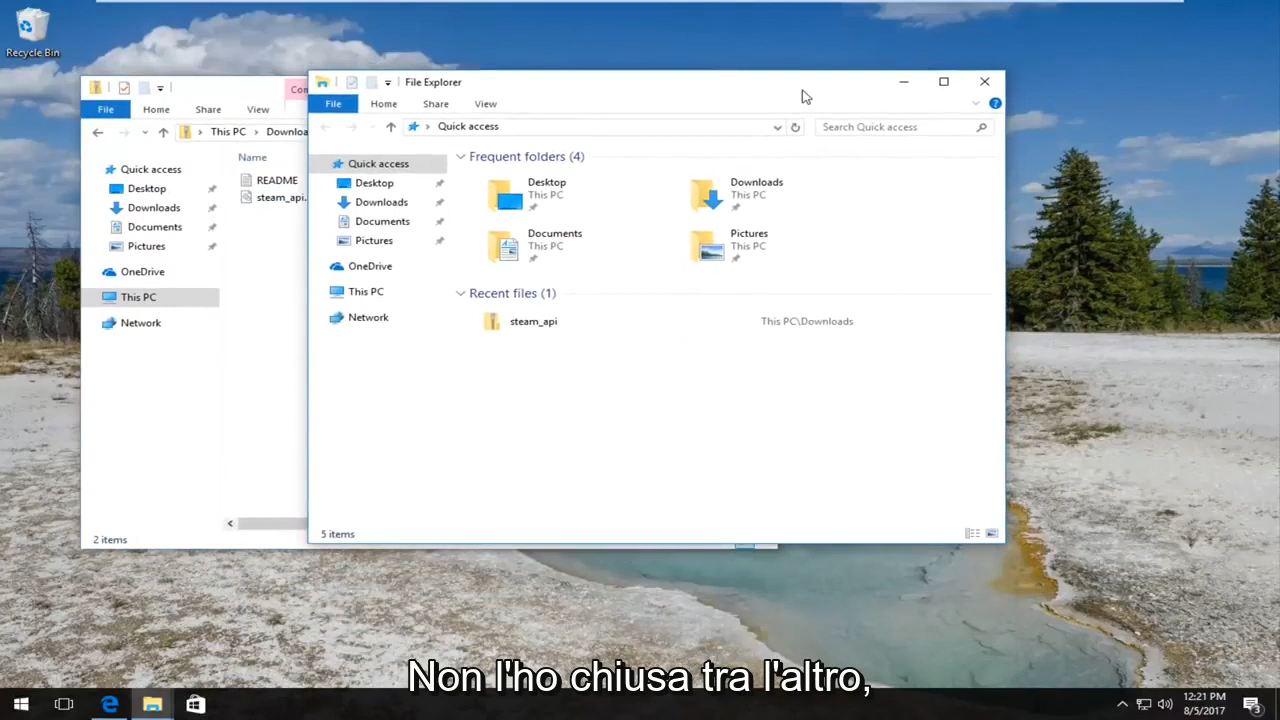 Recycle Bin
Con
File
Home
Share
View
This PC
Downloa
Quick access
Desktop
Downloads
Documents
Pictures
OneDrive
This PC
Network
Name
README
steam_api.
2 items
File Explorer
File
Home
Share
View
Quick access
Search Quick access
Quick access
Desktop
Downloads
Documents
Pictures
OneDrive
This PC
Network
Frequent folders (4)
Desktop
This PC
Downloads
This PC
Documents
This PC
Pictures
This PC
Recent files (1)
steam_api This PC\Downloads
5 items
Non l'ho chiusa tra l'altro,
12:21 PM
8/5/2017
3